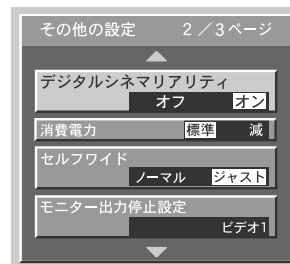 その他の設定 2／3ページ
デジタルシネマリアリティ
オフ オン
消費電力 標準 減
セルフワイド
ノーマル ジャスト
モニター出力停止設定
ビデオ1